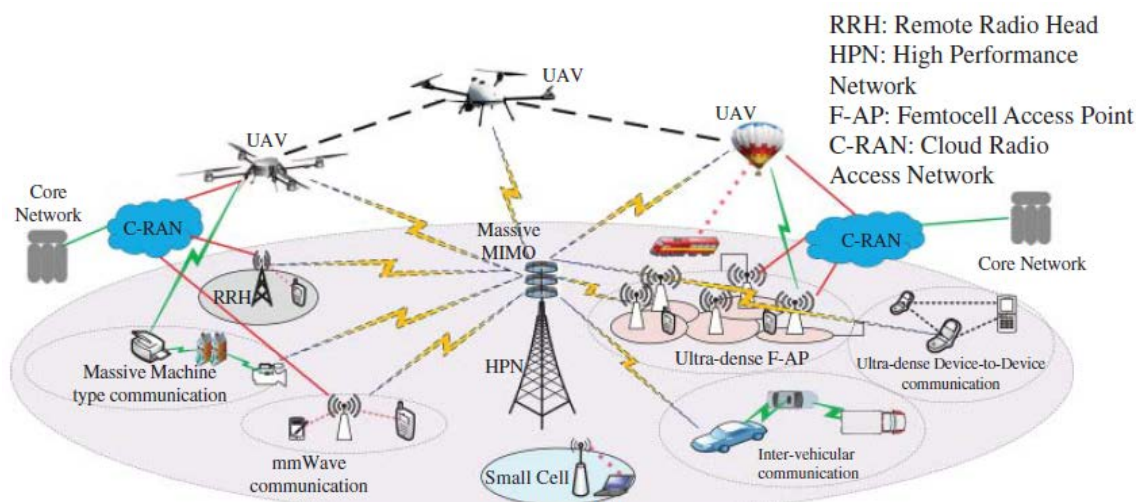 RRH: Remote Radio Head
HPN: High Performance
Network
F-AP: Femtocell Access Point
C-RAN: Cloud Radio
Access Network
UAV
UAV
UAV
Core
Network
C-RAN
Massive
MIMO
C-RAN
Core Network
RRH
HPN
Ultra-dense F-AP
Ultra-dense Device-to-Device
communication
Massive Machine
type communication
mmWave
communication
Small Cell
Inter-vehicular
communication